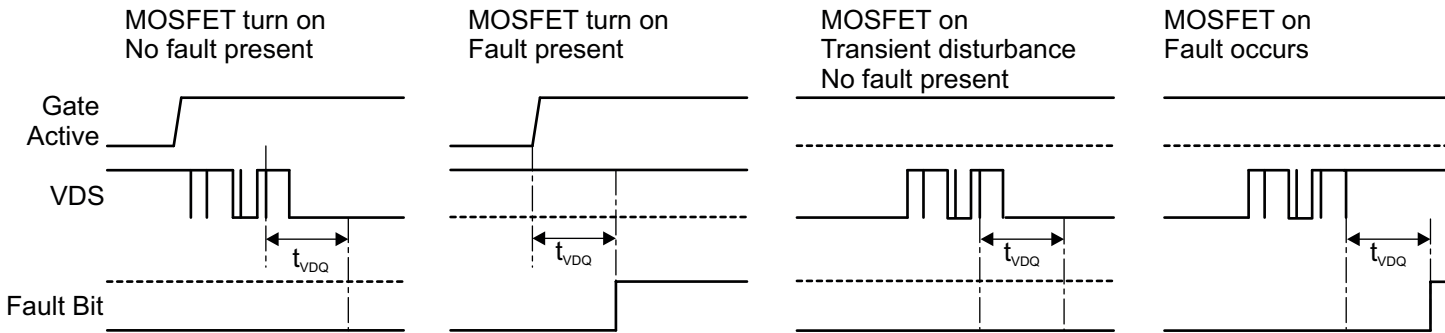 MOSFET turn on
No fault present
MOSFET turn on
Fault present
MOSFET on
Transient disturbance
No fault present
MOSFET on
Fault occurs
Gate
Active
VDS
tVDQ
tVDQ
tVDQ
tVDQ
Fault Bit